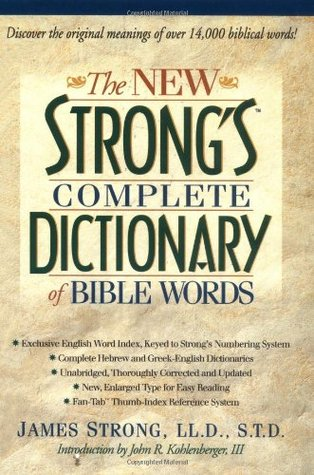 Discover the original meanings of over 14,000 biblical words!
The NEW
STRONG'S™
COMPLETE
DICTIONARY
of BIBLE WORDS
* Exclusive English Word Index, Keyed to Strong's Numbering System
* Complete Hebrew and Greek-English Dictionaries
* Unabridged, Thoroughly Corrected and Updated
* New, Enlarged Type for Easy Reading
* Fan-Tab™ Thumb-Index Reference System
JAMES STRONG, LL.D., S.T.D.
Introduction by John R. Kohlenberger, III